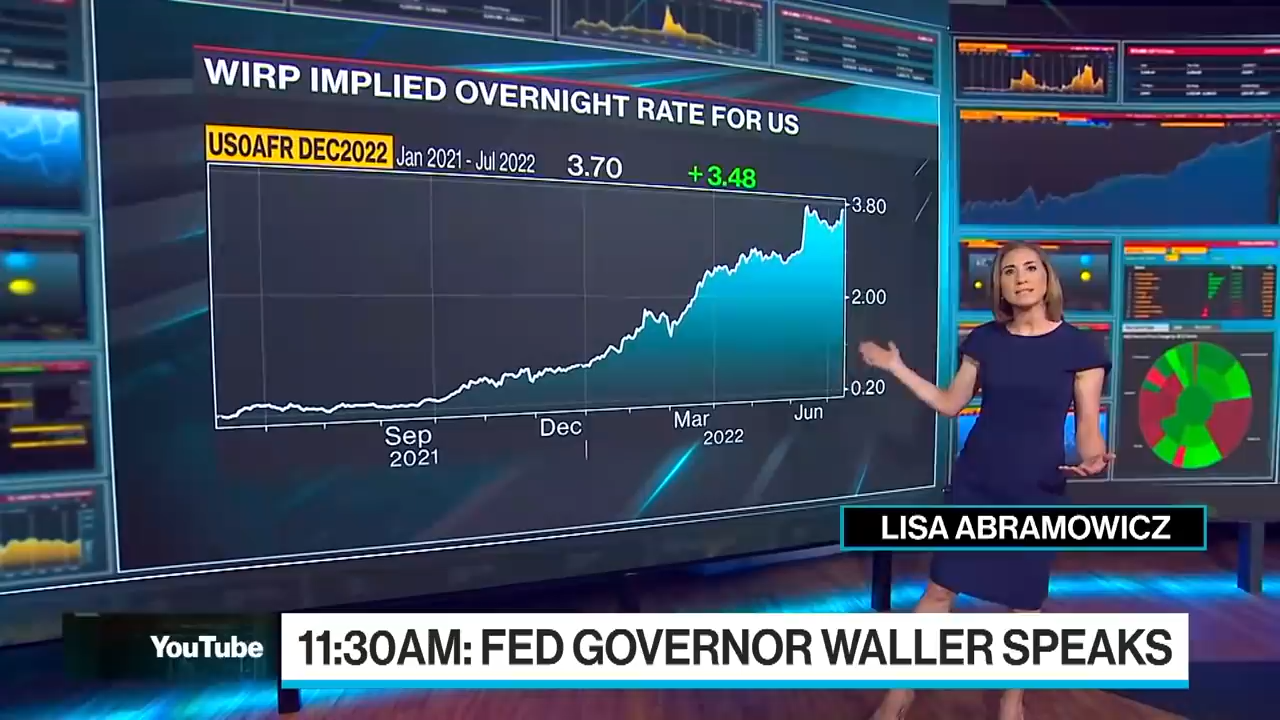 WIRP IMPLIED OVERNIGHT RATE FOR US
US0AFR DEC2022 Jan 2021 - Jul 2022 3.70 +3.48
3.80
2.00
0.20
Sep Dec Mar Jun
2021 2022
LISA ABRAMOWICZ
YouTube 11:30AM: FED GOVERNOR WALLER SPEAKS